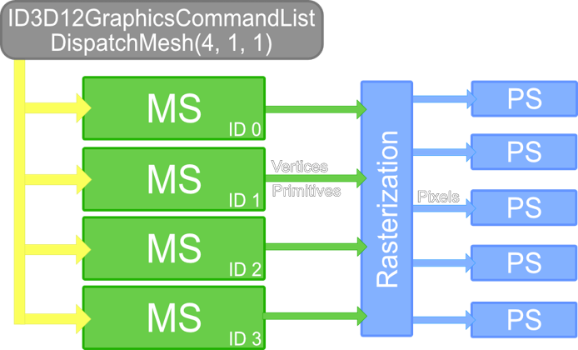 ID3D12GraphicsCommandList
DispatchMesh(4, 1, 1)
MS
ID 0
MS
ID 1
MS
ID 2
MS
ID 3
Vertices
Primitives
Rasterization
Pixels
PS
PS
PS
PS
PS